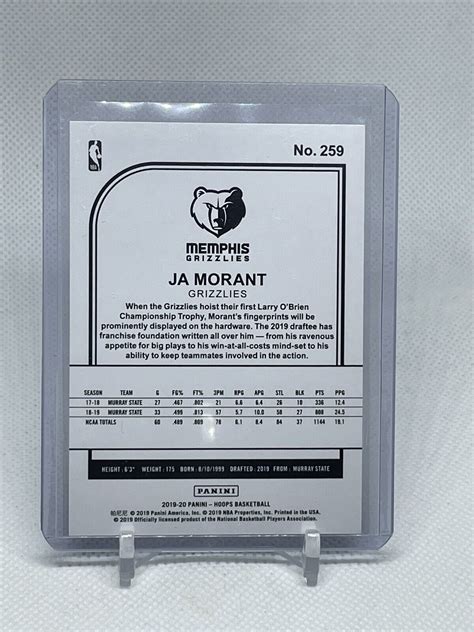 No. 259
NBA
MEMPHIS
GRIZZLIES
JA MORANT
GRIZZLIES
When the Grizzlies hoist their first Larry O'Brien
Championship Trophy, Morant's fingerprints will be
prominently displayed on the hardware. The 2019 draftee has
franchise foundation written all over him — from his ravenous
appetite for big plays to his win-at-all-costs mind-set to his
ability to keep teammates involved in the action.
SEASON TEAM G FG% FT% 3PM RPG APG STL BLK PTS PPG
17-18 MURRAY STATE 27 .467 .802 21 6.6 6.4 26 10 336 12.4
18-19 MURRAY STATE 33 .499 .813 57 5.7 10.0 58 27 808 24.5
NCAA TOTALS 60 .489 .809 78 6.1 8.4 84 37 1144 19.1
HEIGHT: 6'3" WEIGHT: 175 BORN: 8/10/1999 DRAFTED: 2019 FROM: MURRAY STATE
PANINI
2019-20 PANINI – HOOPS BASKETBALL
帕尼尼 © 2019 Panini America, Inc. © 2019 NBA Properties, Inc. Printed in the USA.
© 2019 Officially licensed product of the National Basketball Players Association.